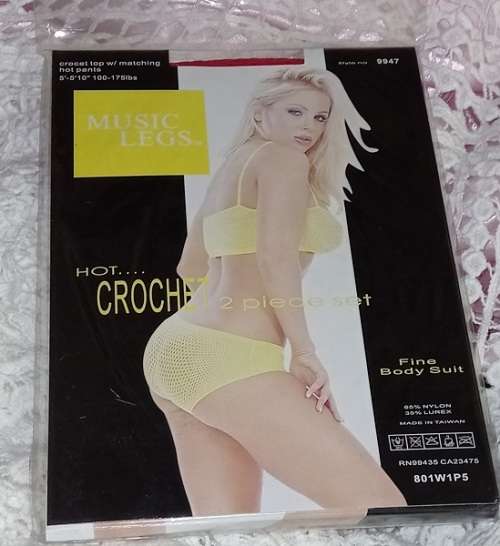 crocet top w/ matching
hot pants
5'-5'10" 100-175lbs
Style no 9947
MUSIC
LEGS
HOT....
CROCHET 2 piece set
Fine
Body Suit
65% NYLON
35% LUREX
MADE IN TAIWAN
RN98435 CA23475
801W1P5